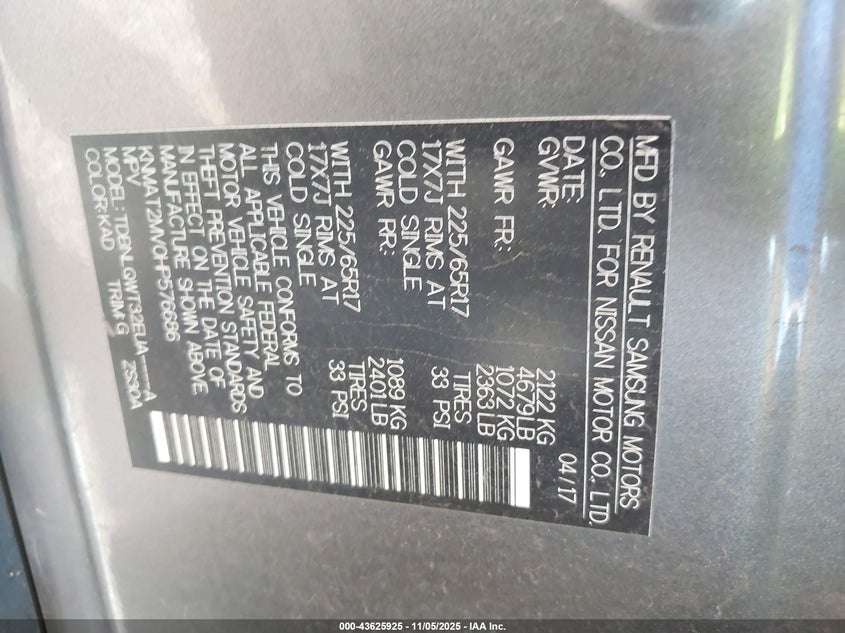 MFD BY RENAULT SAMSUNG MOTORS
CO. LTD. FOR NISSAN MOTOR CO., LTD.
DATE: 04/17
GVWR: 2122 KG
4679 LB
GAWR FR: 1072 KG
2363 LB
WITH 225/65R17 TIRES
17X7J RIMS AT 33 PSI
COLD SINGLE
GAWR RR: 1089 KG
2401 LB
WITH 225/65R17 TIRES
17X7J RIMS AT 33 PSI
COLD SINGLE
THIS VEHICLE CONFORMS TO
ALL APPLICABLE FEDERAL
MOTOR VEHICLE SAFETY AND
THEFT PREVENTION STANDARDS
IN EFFECT ON THE DATE OF
MANUFACTURE SHOWN ABOVE
KNMAT2MV0HP576686
MPV
MODEL: TDBNLGWT32EUA-----A
COLOR: KAD TRIM: G 2530A
000-43625925 - 11/05/2025 - IAA Inc.